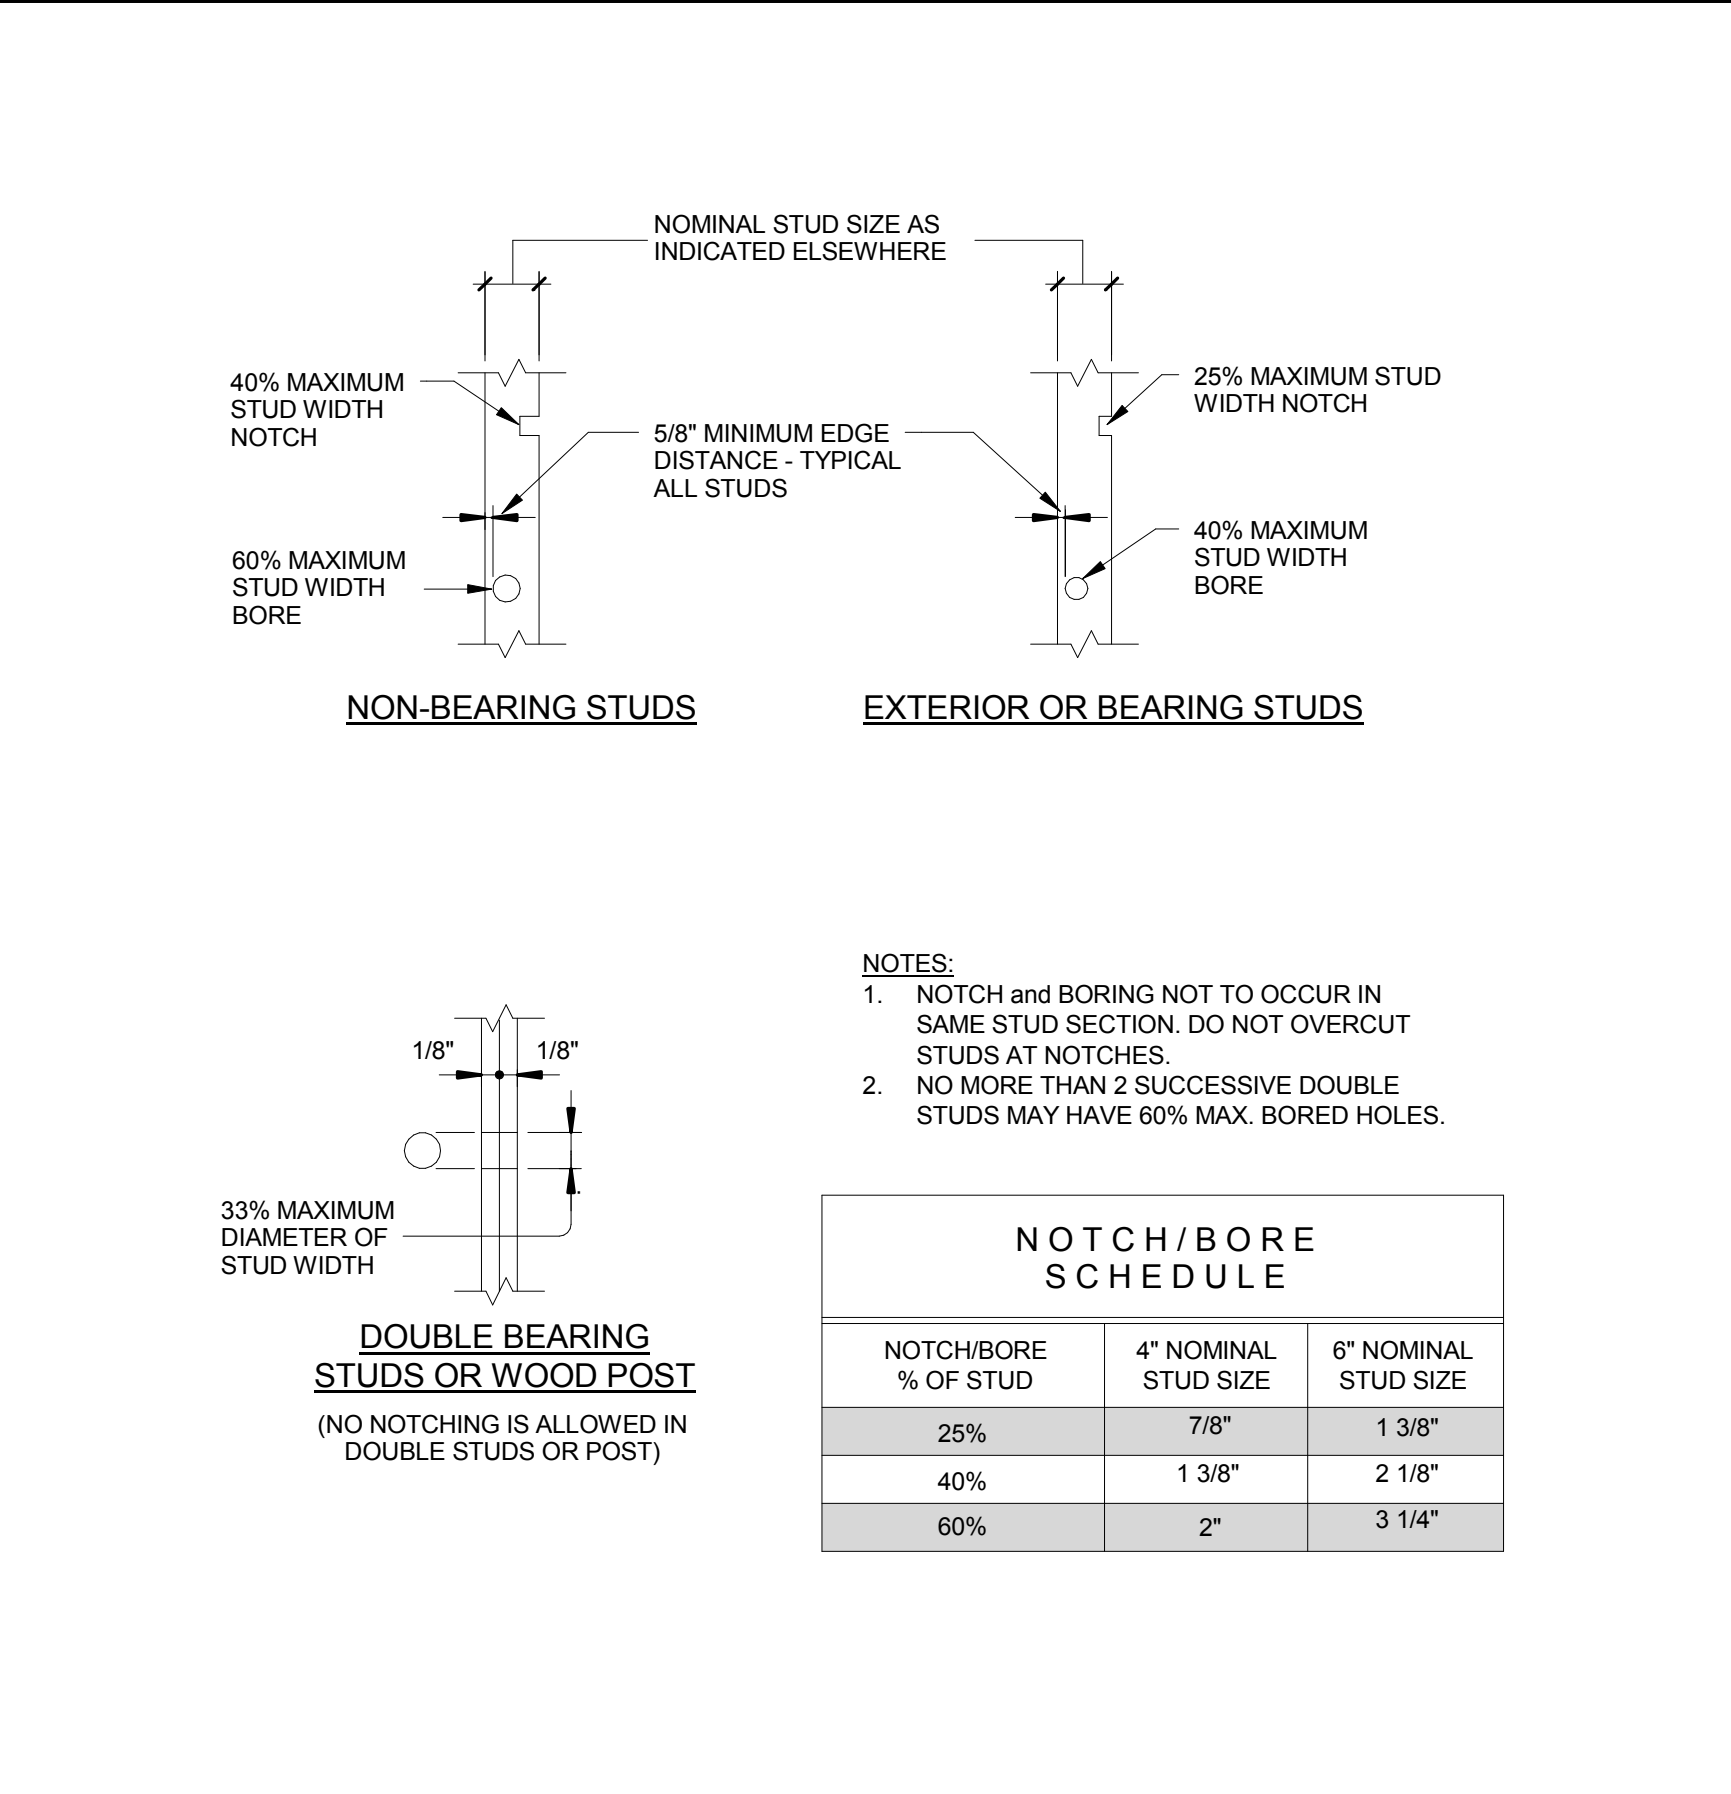 NOMINAL STUD SIZE AS
INDICATED ELSEWHERE
40% MAXIMUM
STUD WIDTH
NOTCH
25% MAXIMUM STUD
WIDTH NOTCH
5/8" MINIMUM EDGE
DISTANCE - TYPICAL
ALL STUDS
60% MAXIMUM
STUD WIDTH
BORE
40% MAXIMUM
STUD WIDTH
BORE
NON-BEARING STUDS
EXTERIOR OR BEARING STUDS
1/8" 1/8"
33% MAXIMUM
DIAMETER OF
STUD WIDTH
DOUBLE BEARING
STUDS OR WOOD POST
(NO NOTCHING IS ALLOWED IN
DOUBLE STUDS OR POST)
NOTES:
1. NOTCH and BORING NOT TO OCCUR IN
SAME STUD SECTION. DO NOT OVERCUT
STUDS AT NOTCHES.
2. NO MORE THAN 2 SUCCESSIVE DOUBLE
STUDS MAY HAVE 60% MAX. BORED HOLES.
NOTCH/BORE
SCHEDULE
NOTCH/BORE 4" NOMINAL 6" NOMINAL
% OF STUD STUD SIZE STUD SIZE
25% 7/8" 1 3/8"
40% 1 3/8" 2 1/8"
60% 2" 3 1/4"